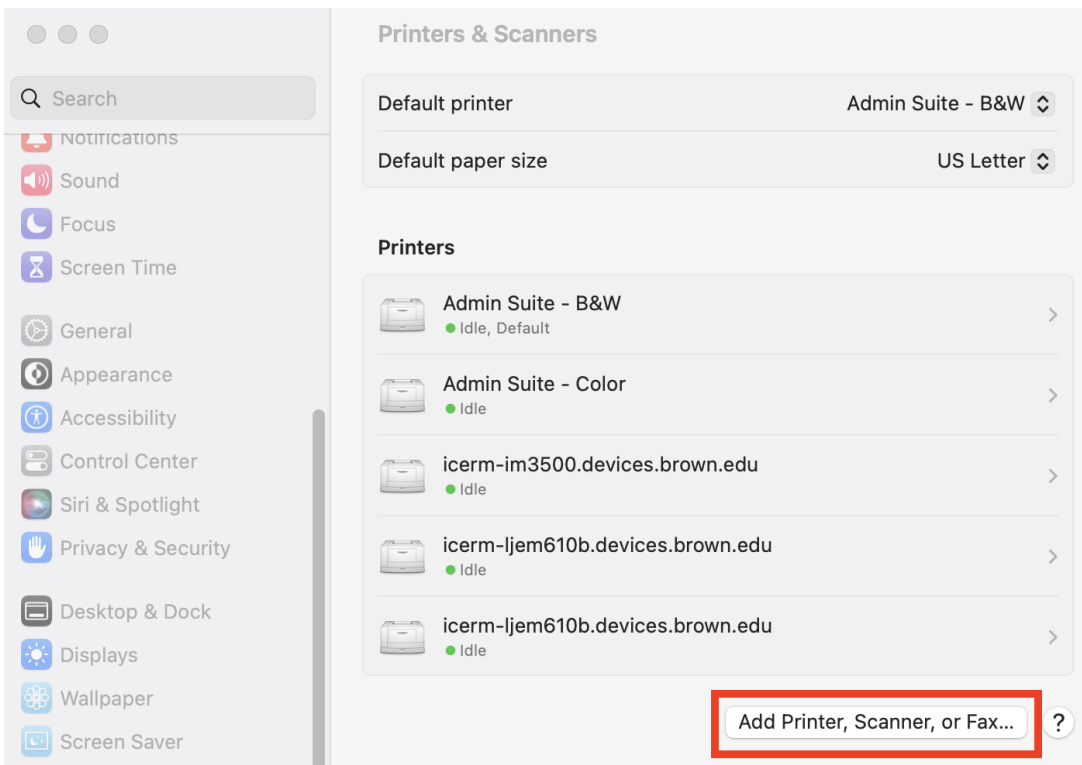 Search
Notifications
Sound
Focus
Screen Time
General
Appearance
Accessibility
Control Center
Siri & Spotlight
Privacy & Security
Desktop & Dock
Displays
Wallpaper
Screen Saver
Printers & Scanners
Default printer Admin Suite - B&W
Default paper size US Letter
Printers
Admin Suite - B&W
Idle, Default
Admin Suite - Color
Idle
icerm-im3500.devices.brown.edu
Idle
icerm-ljem610b.devices.brown.edu
Idle
icerm-ljem610b.devices.brown.edu
Idle
Add Printer, Scanner, or Fax... ?